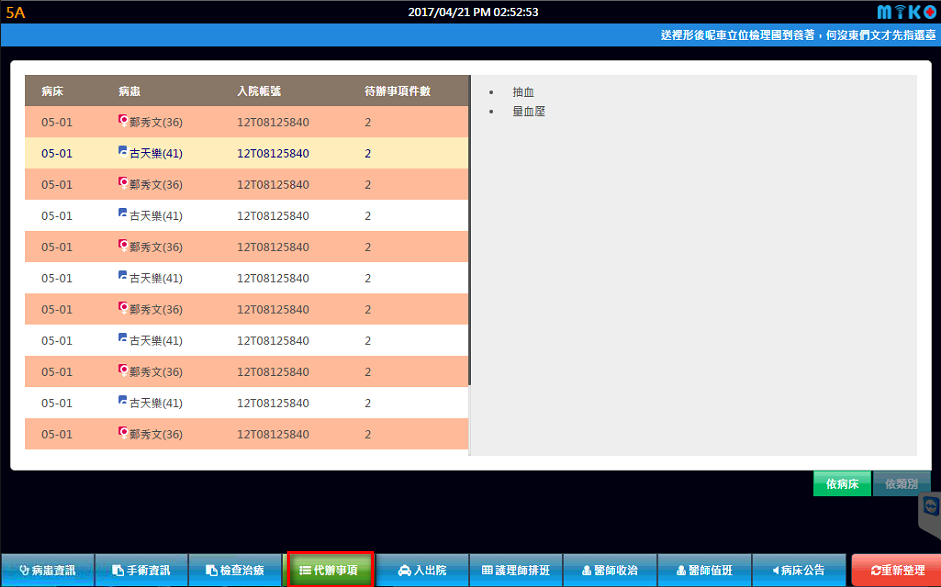 5A 2017/04/21 PM 02:52:53 MIKO
送裡形後呢車立位檢理國到養著，何沒東們文才先指選臺
病床 病患 入院帳號 待辦事項件數
05-01 鄭秀文(36) 12T08125840 2
05-01 古天樂(41) 12T08125840 2
05-01 鄭秀文(36) 12T08125840 2
05-01 古天樂(41) 12T08125840 2
05-01 鄭秀文(36) 12T08125840 2
05-01 古天樂(41) 12T08125840 2
05-01 鄭秀文(36) 12T08125840 2
05-01 古天樂(41) 12T08125840 2
05-01 鄭秀文(36) 12T08125840 2
05-01 古天樂(41) 12T08125840 2
05-01 鄭秀文(36) 12T08125840 2
• 抽血
• 量血壓
依病床 依類別
病患資訊 手術資訊 檢查治療 代辦事項 入出院 護理師排班 醫師收治 醫師值班 病床公告 重新整理